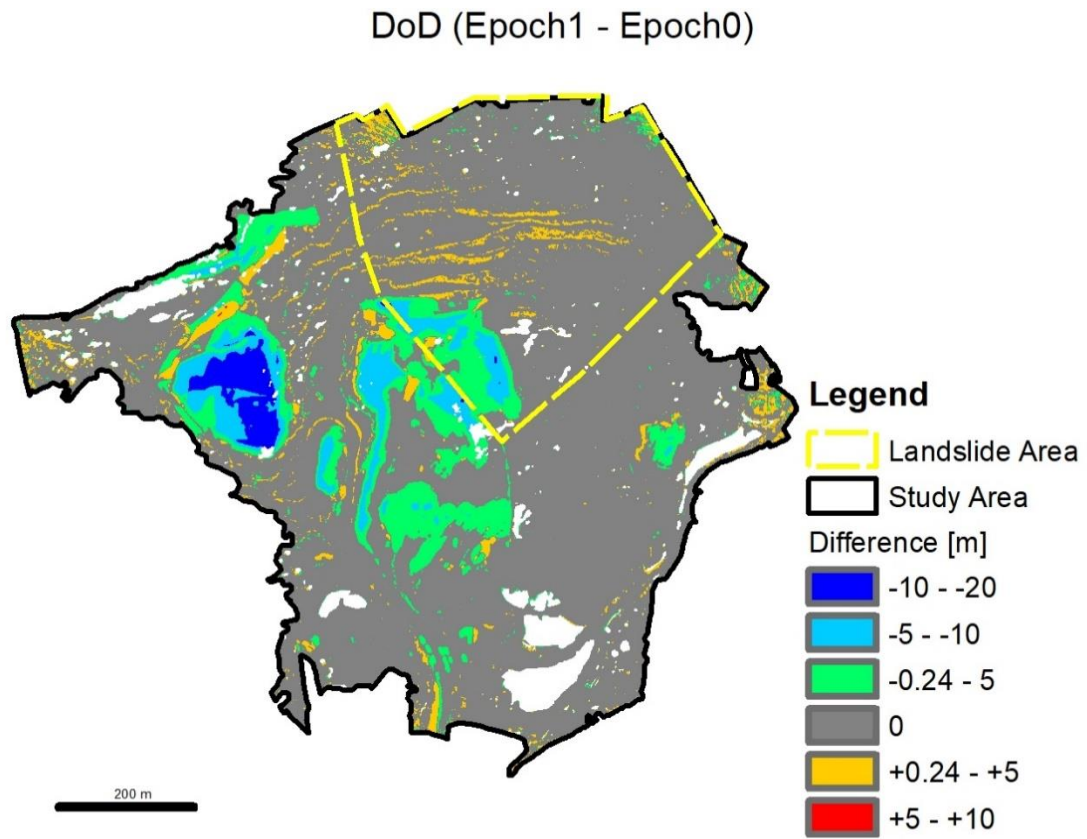 DoD (Epoch1 - Epoch0)
Legend
Landslide Area
Study Area
Difference [m]
-10 - -20
-5 - -10
-0.24 - 5
0
+0.24 - +5
+5 - +10
200 m